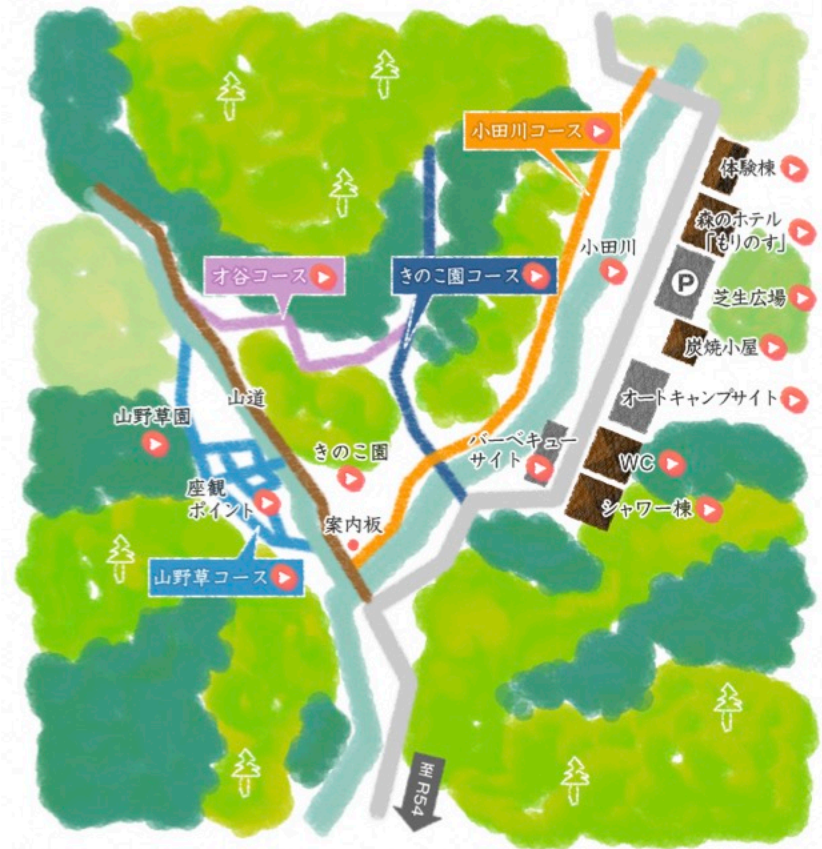 小田川コース
体験棟
森のホテル
「もりのす」
小田川
才谷コース
きのこ園コース
P
芝生広場
炭焼小屋
山道
オートキャンプサイト
山野草園
きのこ園
バーベキュー
サイト
WC
座観
ポイント
シャワー棟
案内板
山野草コース
至 R54